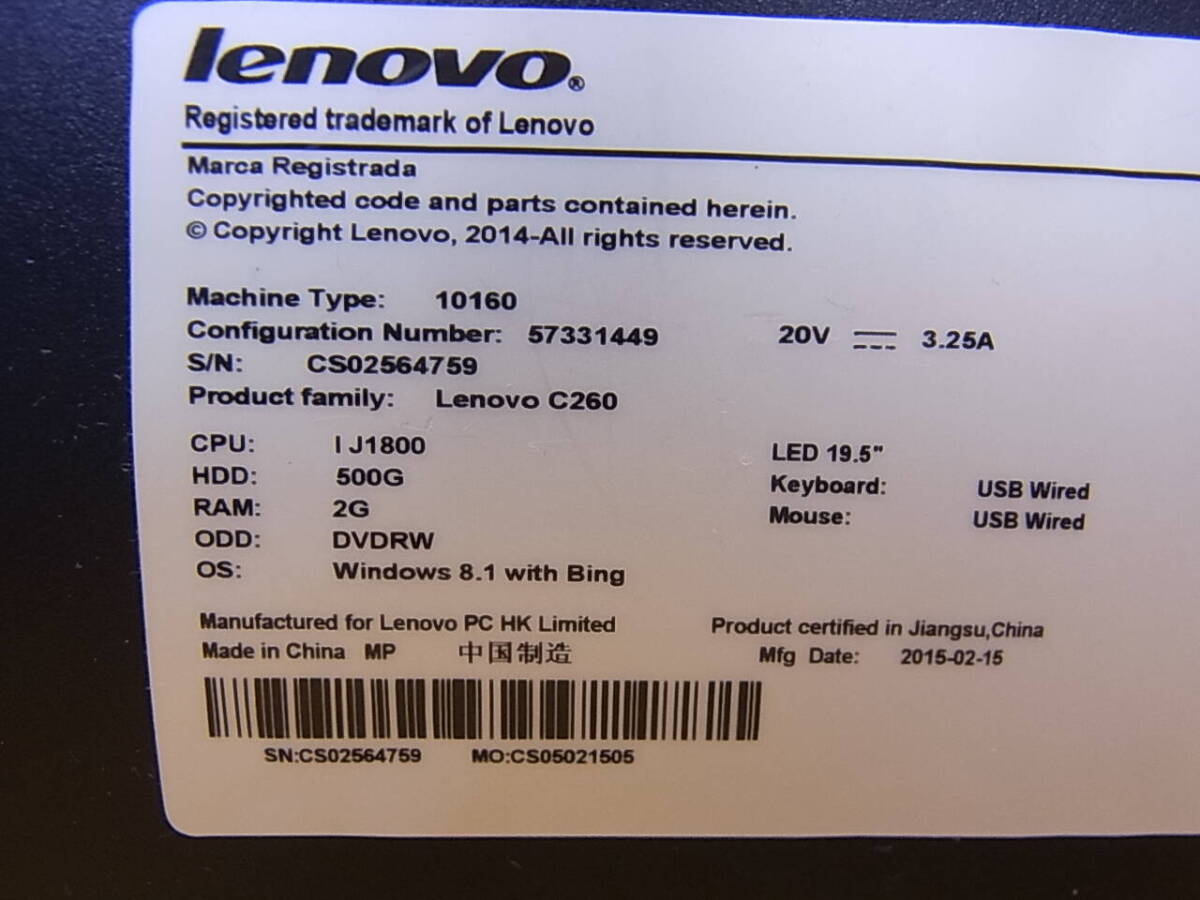 lenovo®
Registered trademark of Lenovo
Marca Registrada
Copyrighted code and parts contained herein.
© Copyright Lenovo, 2014-All rights reserved.
Machine Type: 10160
Configuration Number: 57331449 20V 3.25A
S/N: CS02564759
Product family: Lenovo C260
CPU: I J1800
HDD: 500G
RAM: 2G
ODD: DVDRW
OS: Windows 8.1 with Bing
LED 19.5"
Keyboard: USB Wired
Mouse: USB Wired
Manufactured for Lenovo PC HK Limited
Made in China MP 中国制造
Product certified in Jiangsu,China
Mfg Date: 2015-02-15
SN:CS02564759 MO:CS05021505